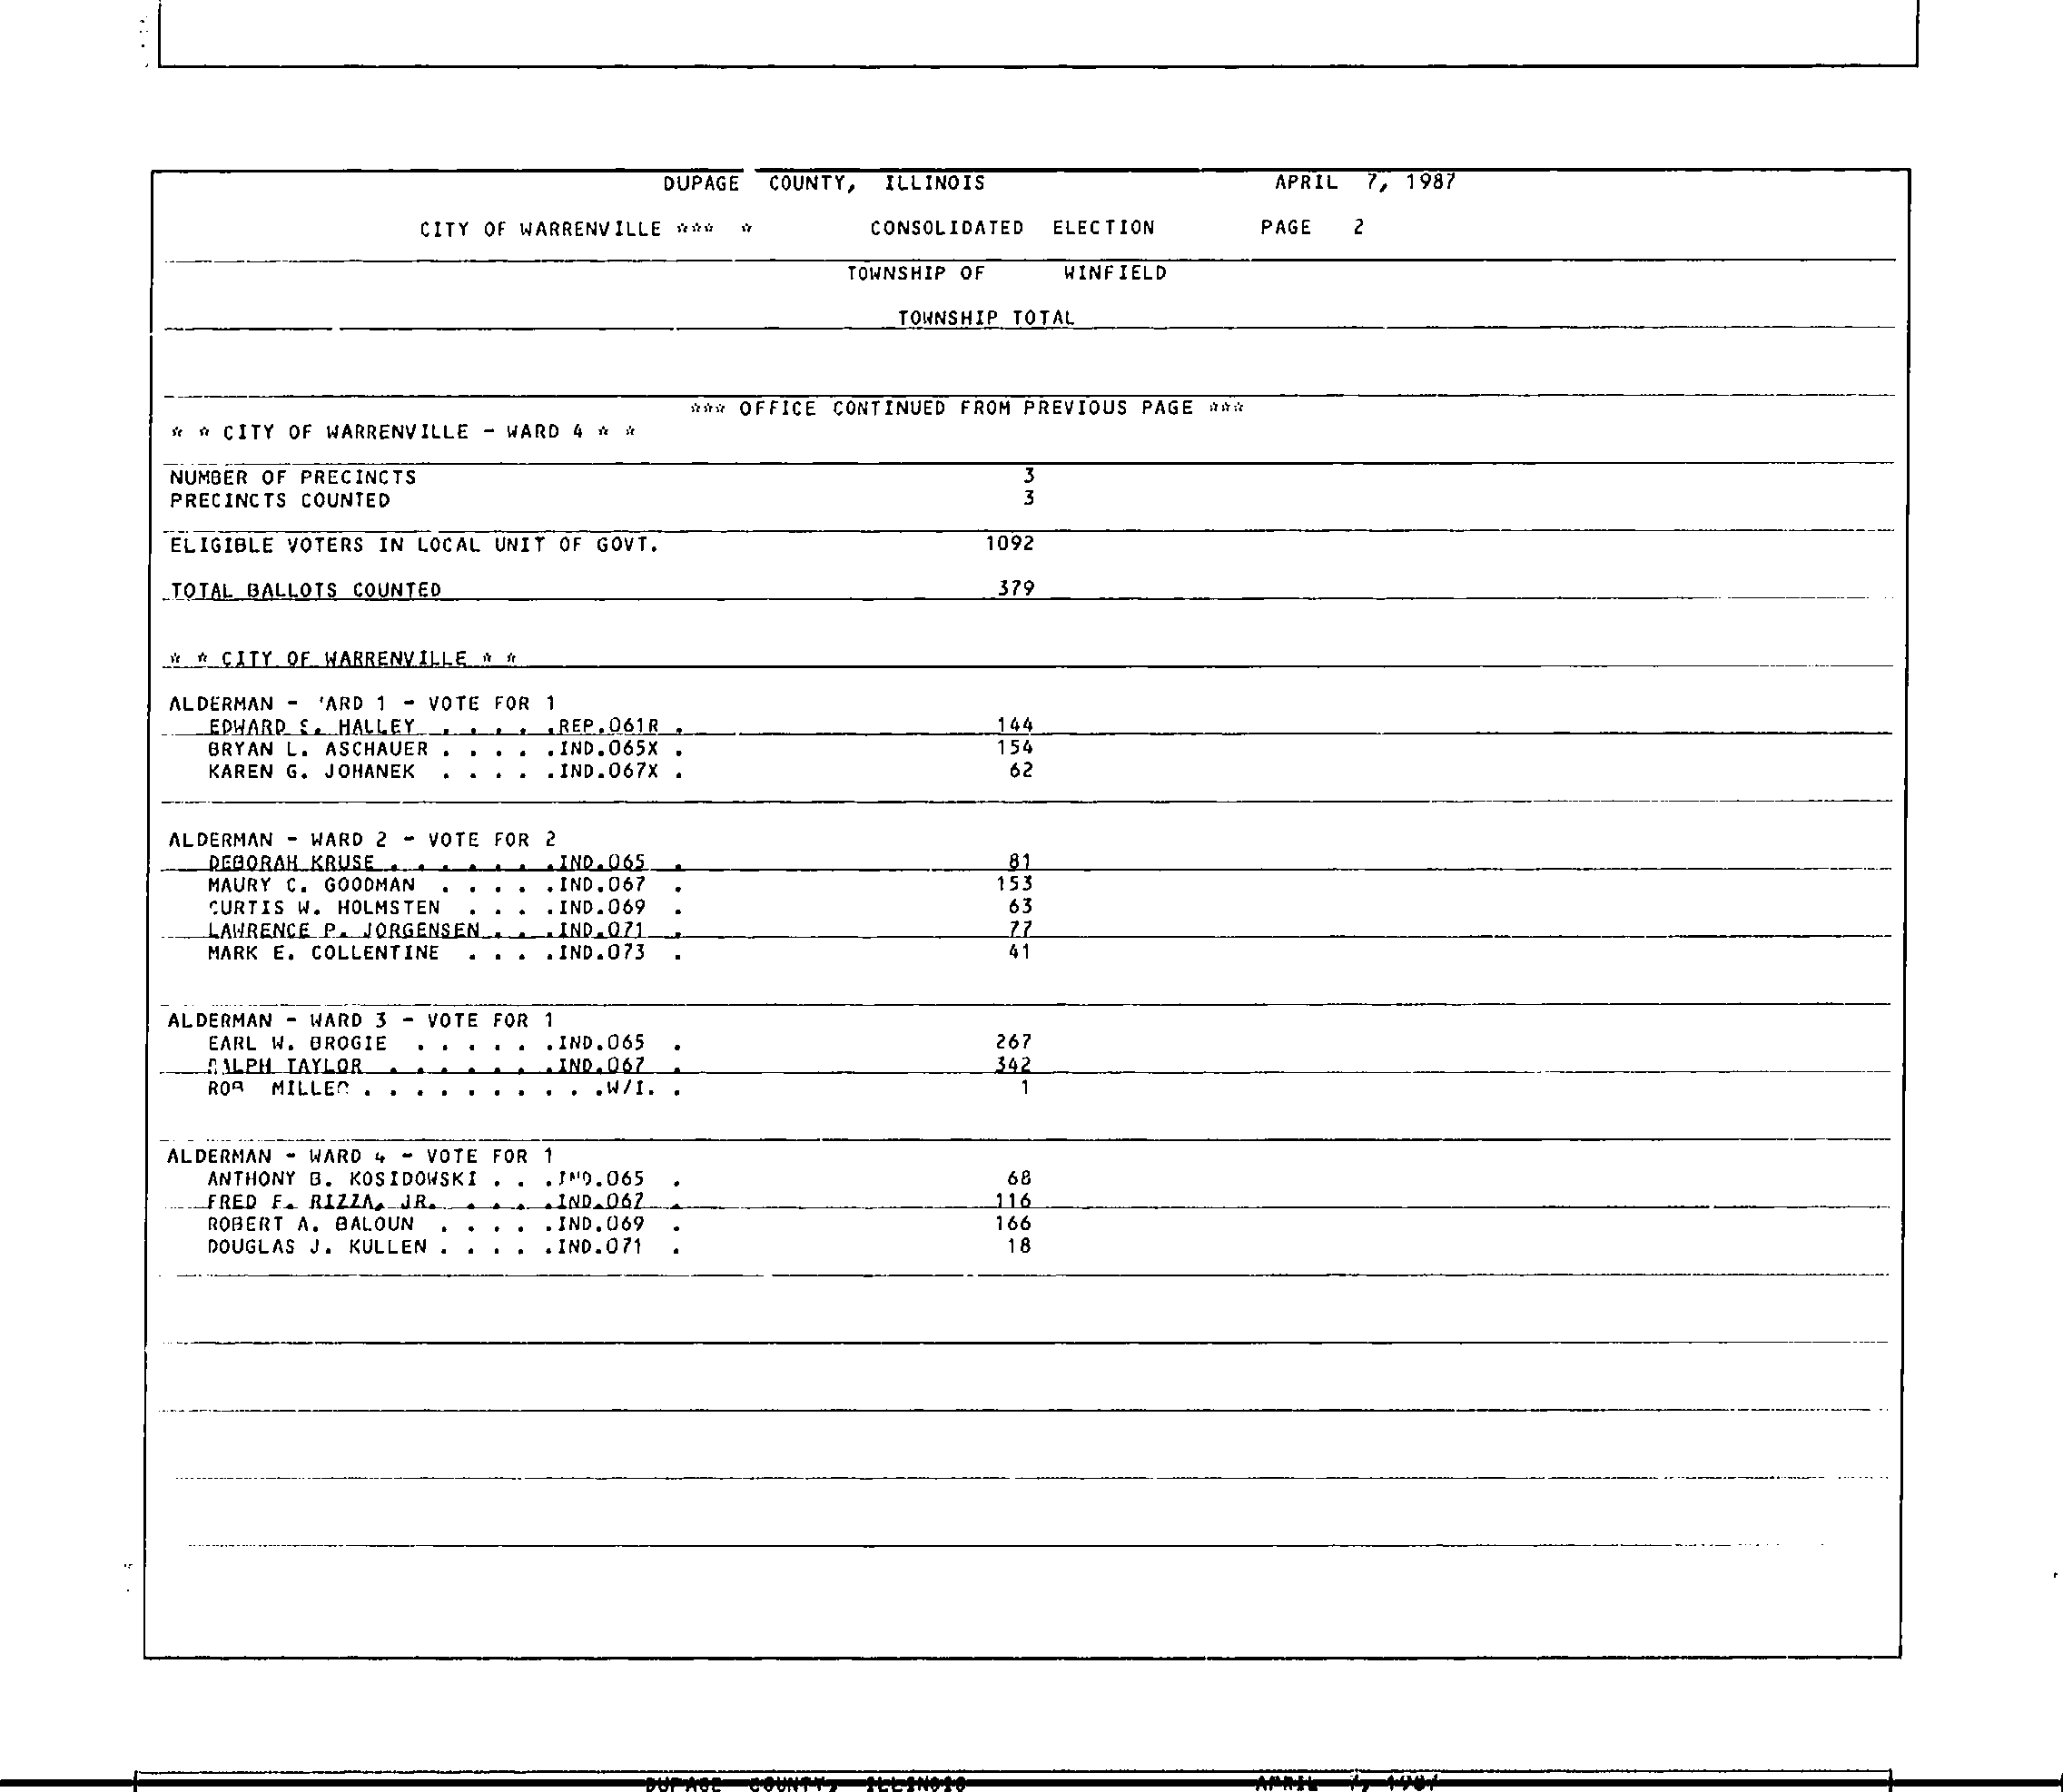 DUPAGE COUNTY, ILLINOIS APRIL 7, 1987
CITY OF WARRENVILLE *** * CONSOLIDATED ELECTION PAGE 2
TOWNSHIP OF WINFIELD
TOWNSHIP TOTAL
*** OFFICE CONTINUED FROM PREVIOUS PAGE ***
* * CITY OF WARRENVILLE - WARD 4 * *
NUMBER OF PRECINCTS 3
PRECINCTS COUNTED 3
ELIGIBLE VOTERS IN LOCAL UNIT OF GOVT. 1092
TOTAL BALLOTS COUNTED 379
* * CITY OF WARRENVILLE * *
ALDERMAN - 'ARD 1 - VOTE FOR 1
EDWARD S. HALLEY . . . . .REP.061R . 144
BRYAN L. ASCHAUER . . . . .IND.065X . 154
KAREN G. JOHANEK . . . . .IND.067X . 62
ALDERMAN - WARD 2 - VOTE FOR 2
DEBORAH KRUSE . . . . . . .IND.065 . 81
MAURY C. GOODMAN . . . . .IND.067 . 153
CURTIS W. HOLMSTEN . . . .IND.069 . 63
LAWRENCE P. JORGENSEN . . .IND.071 . 77
MARK E. COLLENTINE . . . .IND.073 . 41
ALDERMAN - WARD 3 - VOTE FOR 1
EARL W. BROGIE . . . . . .IND.065 . 267
RALPH TAYLOR . . . . . . .IND.067 . 342
ROB MILLER . . . . . . . . . .W/I. . 1
ALDERMAN - WARD 4 - VOTE FOR 1
ANTHONY B. KOSIDOWSKI . . .IND.065 . 68
FRED F. RIZZA, JR. . . . .IND.067 . 116
ROBERT A. BALOUN . . . . .IND.069 . 166
DOUGLAS J. KULLEN . . . . .IND.071 . 18
DUPAGE COUNTY, ILLINOIS APRIL 7, 1987